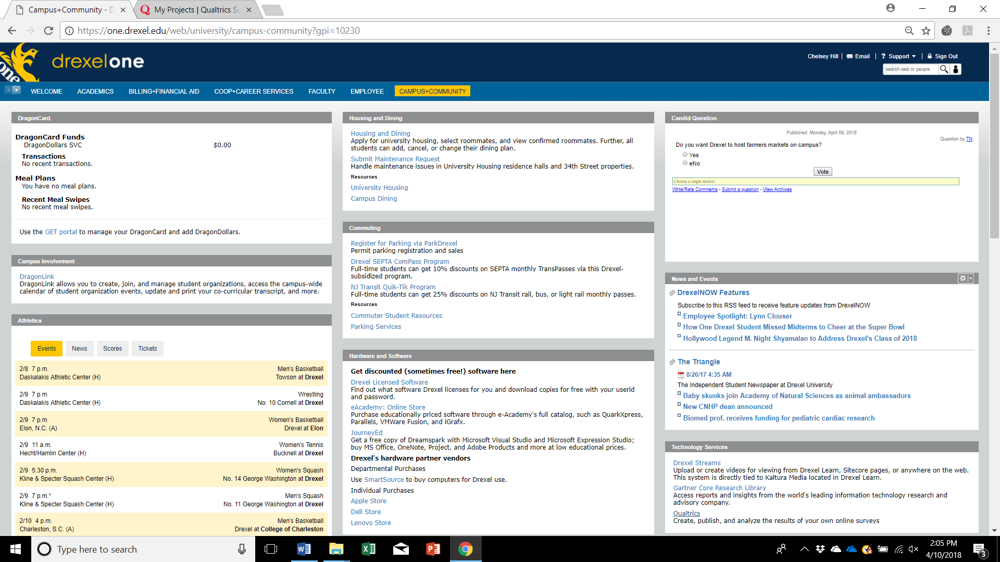 Campus+Community - D
My Projects | Qualtrics Su
https://one.drexel.edu/web/university/campus-community?gpi=10230
one
drexelone
Chelsey Hill
Email
? Support
Sign Out
search web or people
WELCOME
ACADEMICS
BILLING+FINANCIAL AID
COOP+CAREER SERVICES
FACULTY
EMPLOYEE
CAMPUS+COMMUNITY
DragonCard
DragonCard Funds
DragonDollars SVC $0.00
Transactions
No recent transactions.
Meal Plans
You have no meal plans.
Recent Meal Swipes
No recent meal swipes.
Use the GET portal to manage your DragonCard and add DragonDollars.
Campus Involvement
DragonLink
DragonLink allows you to create, join, and manage student organizations, access the campus-wide
calendar of student organization events, update and print your co-curricular transcript, and more.
Athletics
Events News Scores Tickets
2/8 7 p.m. Men's Basketball
Daskalakis Athletic Center (H) Towson at Drexel
2/9 7 p.m. Wrestling
Daskalakis Athletic Center (H) No. 10 Cornell at Drexel
2/9 7 p.m. Women's Basketball
Elon, N.C. (A) Drexel at Elon
2/9 11 a.m. Women's Tennis
Hecht/Hamlin Center (H) Bucknell at Drexel
2/9 5:30 p.m. Women's Squash
Kline & Specter Squash Center (H) No. 14 George Washington at Drexel
2/9 7 p.m.* Men's Squash
Kline & Specter Squash Center (H) No. 11 George Washington at Drexel
2/10 4 p.m. Men's Basketball
Charleston, S.C. (A) Drexel at College of Charleston
Housing and Dining
Housing and Dining
Apply for university housing, select roommates, and view confirmed roommates. Further, all
students can add, cancel, or change their dining plan.
Submit Maintenance Request
Handle maintenance issues in University Housing residence halls and 34th Street properties.
Resources
University Housing
Campus Dining
Commuting
Register for Parking via ParkDrexel
Permit parking registration and sales
Drexel SEPTA ComPass Program
Full-time students can get 10% discounts on SEPTA monthly TransPasses via this Drexel-
subsidized program.
NJ Transit Quik-Tik Program
Full-time students can get 25% discounts on NJ Transit rail, bus, or light rail monthly passes.
Resources
Commuter Student Resources
Parking Services
Hardware and Software
Get discounted (sometimes free!) software here
Drexel Licensed Software
Find out what software Drexel licenses for you and download copies for free with your userid
and password.
eAcademy: Online Store
Purchase educationally priced software through e-Academy's full catalog, such as QuarkXpress,
Parallels, VMWare Fusion, and iGrafx.
JourneyEd
Get a free copy of Dreamspark with Microsoft Visual Studio and Microsoft Expression Studio;
buy MS Office, OneNote, Project, and Adobe Products and more at low educational prices.
Drexel's hardware partner vendors
Departmental Purchases
Use SmartSource to buy computers for Drexel use.
Individual Purchases
Apple Store
Dell Store
Lenovo Store
Candid Question
Published: Monday, April 09, 2018
Question by TN
Do you want Drexel to host farmers markets on campus?
Yes
eNo
Vote
Choose a single answer
Write/Rate Comments - Submit a question - View Archives
News and Events
DrexelNOW Features
Subscribe to this RSS feed to receive feature updates from DrexelNOW
Employee Spotlight: Lynn Clouser
How One Drexel Student Missed Midterms to Cheer at the Super Bowl
Hollywood Legend M. Night Shyamalan to Address Drexel's Class of 2018
The Triangle
8/26/17 4:35 AM
The Independent Student Newspaper at Drexel University
Baby skunks join Academy of Natural Sciences as animal ambassadors
New CNHP dean announced
Biomed prof. receives funding for pediatric cardiac research
Technology Services
Drexel Streams
Upload or create videos for viewing from Drexel Learn, Sitecore pages, or anywhere on the web.
This system is directly tied to Kaltura Media located in Drexel Learn.
Gartner Core Research Library
Access reports and insights from the world's leading information technology research and
advisory company.
Qualtrics
Create, publish, and analyze the results of your own online surveys
Type here to search
2:05 PM
4/10/2018
3